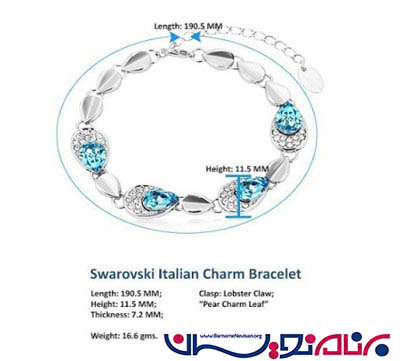 Length: 190.5 MM
Height: 11.5 MM
Swarovski Italian Charm Bracelet
Length: 190.5 MM;
Height: 11.5 MM;
Thickness: 7.2 MM;
Clasp: Lobster Claw;
"Pear Charm Leaf"
Weight: 16.6 gms.
برنامه نویسان
www.BarnameNevisan.org